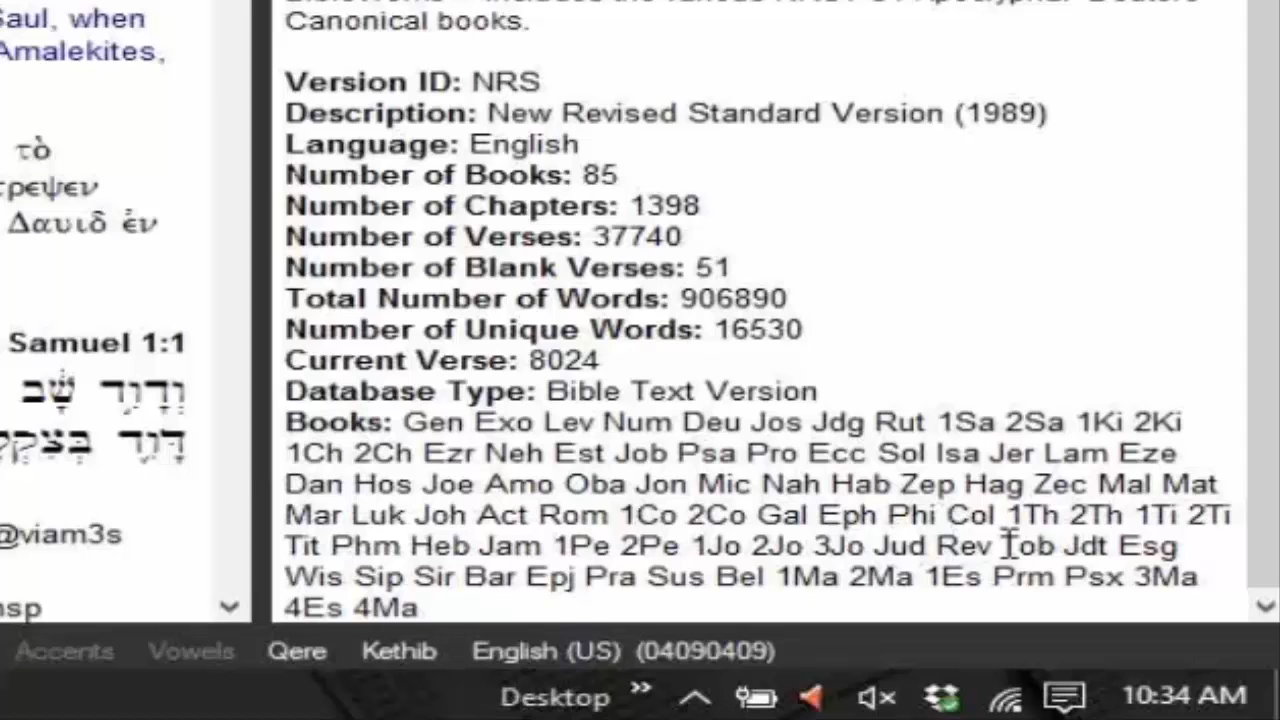 Saul, when
Amalekites,
τὸ
Δαυιδ ἐν
Samuel 1:1
וְדָוִ֣ד שָׁ֔ב
@viam3s
Canonical books.
Version ID: NRS
Description: New Revised Standard Version (1989)
Language: English
Number of Books: 85
Number of Chapters: 1398
Number of Verses: 37740
Number of Blank Verses: 51
Total Number of Words: 906890
Number of Unique Words: 16530
Current Verse: 8024
Database Type: Bible Text Version
Books: Gen Exo Lev Num Deu Jos Jdg Rut 1Sa 2Sa 1Ki 2Ki
1Ch 2Ch Ezr Neh Est Job Psa Pro Ecc Sol Isa Jer Lam Eze
Dan Hos Joe Amo Oba Jon Mic Nah Hab Zep Hag Zec Mal Mat
Mar Luk Joh Act Rom 1Co 2Co Gal Eph Phi Col 1Th 2Th 1Ti 2Ti
Tit Phm Heb Jam 1Pe 2Pe 1Jo 2Jo 3Jo Jud Rev Tob Jdt Esg
Wis Sip Sir Bar Epj Pra Sus Bel 1Ma 2Ma 1Es Prm Psx 3Ma
4Es 4Ma
Accents Vowels Qere Kethib English (US) (04090409)
Desktop 10:34 AM